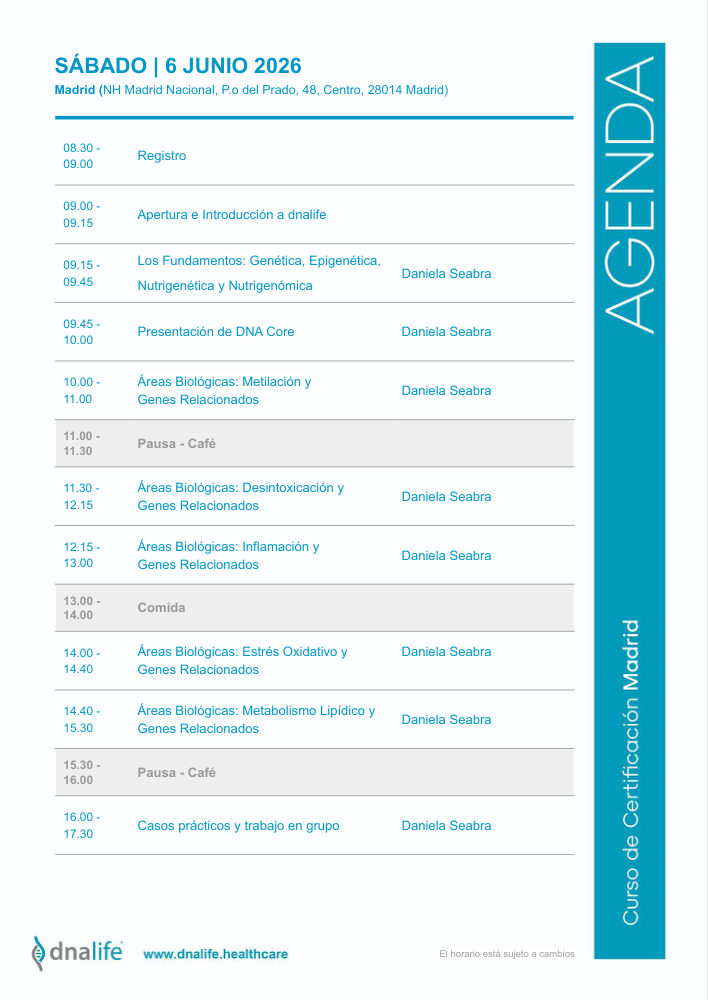 SÁBADO | 6 JUNIO 2026
Madrid (NH Madrid Nacional, P.o del Prado, 48, Centro, 28014 Madrid)
08.30 -
09.00
Registro
09.00 -
09.15
Apertura e Introducción a dnalife
09.15 -
09.45
Los Fundamentos: Genética, Epigenética,
Nutrigenética y Nutrigenómica
Daniela Seabra
09.45 -
10.00
Presentación de DNA Core
Daniela Seabra
10.00 -
11.00
Áreas Biológicas: Metilación y
Genes Relacionados
Daniela Seabra
11.00 -
11.30
Pausa - Café
11.30 -
12.15
Áreas Biológicas: Desintoxicación y
Genes Relacionados
Daniela Seabra
12.15 -
13.00
Áreas Biológicas: Inflamación y
Genes Relacionados
Daniela Seabra
13.00 -
14.00
Comida
14.00 -
14.40
Áreas Biológicas: Estrés Oxidativo y
Genes Relacionados
Daniela Seabra
14.40 -
15.30
Áreas Biológicas: Metabolismo Lipídico y
Genes Relacionados
Daniela Seabra
15.30 -
16.00
Pausa - Café
16.00 -
17.30
Casos prácticos y trabajo en grupo
Daniela Seabra
AGENDA
Curso de Certificación Madrid
dnalife
www.dnalife.healthcare
El horario está sujeto a cambios